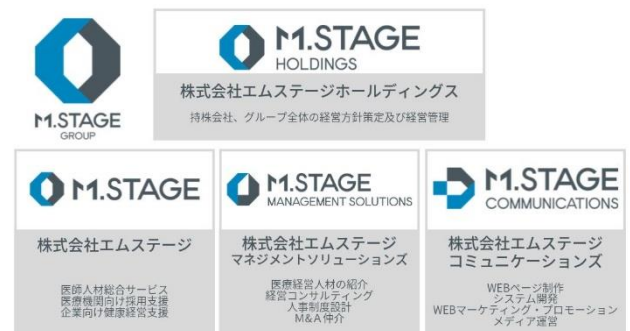 M.STAGE
GROUP
M.STAGE
HOLDINGS
株式会社エムステージホールディングス
持株会社、グループ全体の経営方針策定及び経営管理
M.STAGE
株式会社エムステージ
医師人材総合サービス
医療機関向け採用支援
企業向け健康経営支援
M.STAGE
MANAGEMENT SOLUTIONS
株式会社エムステージ
マネジメントソリューションズ
医療経営人材の紹介
経営コンサルティング
人事制度設計
M&A仲介
M.STAGE
COMMUNICATIONS
株式会社エムステージ
コミュニケーションズ
WEBページ制作
システム開発
WEBマーケティング・プロモーション
メディア運営